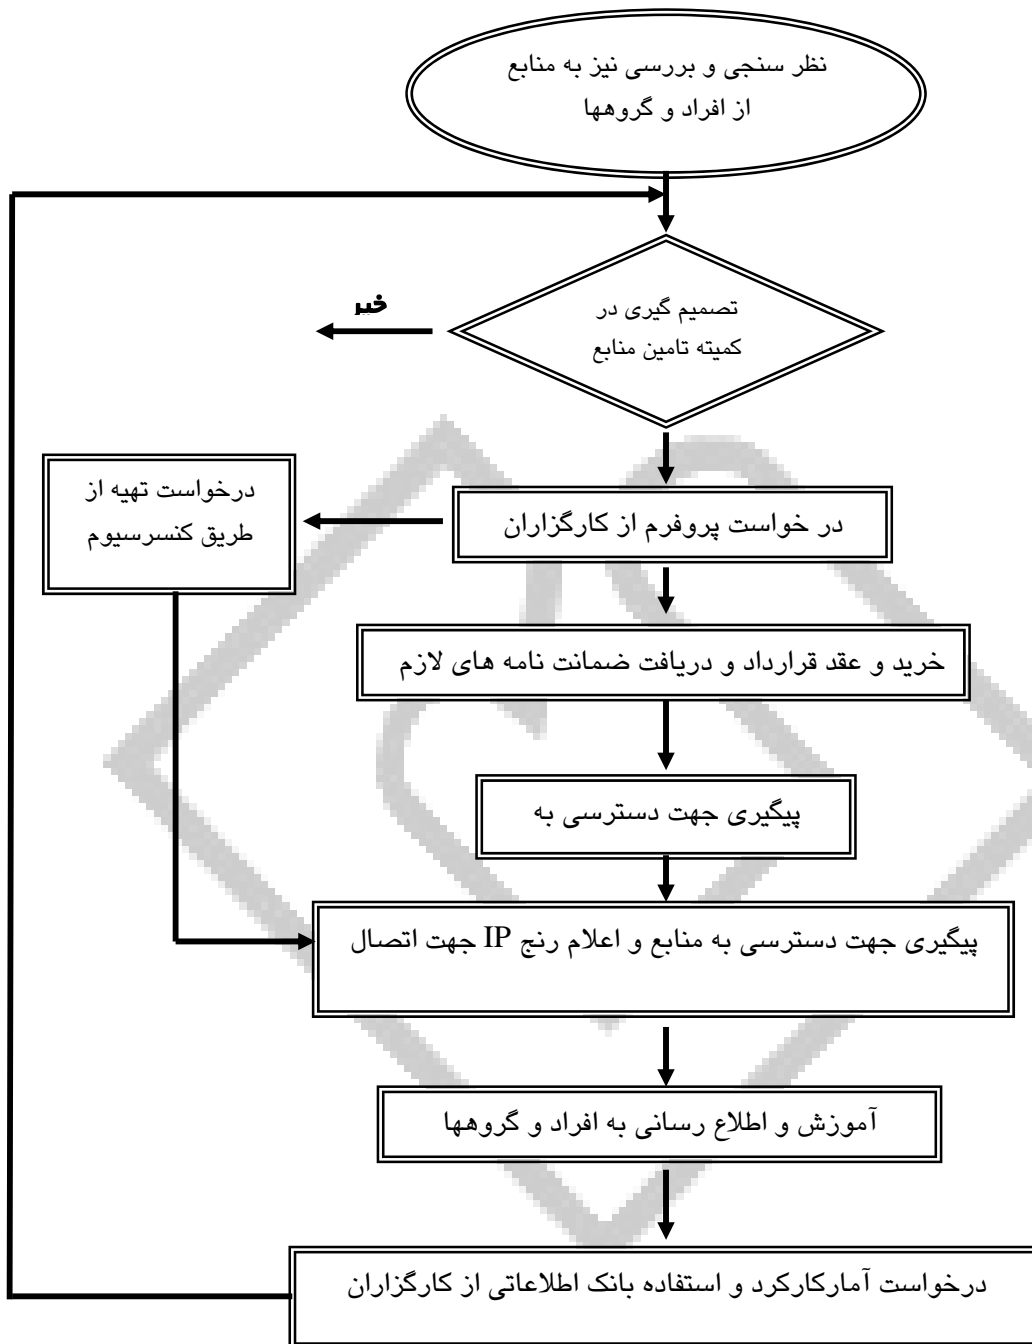 نظر سنجی و بررسی نیز به منابع
از افراد و گروهها
تصمیم گیری در
کمیته تامین منابع
خیر
در خواست پروفرم از کارگزاران
درخواست تهیه از
طریق کنسرسیوم
خرید و عقد قرارداد و دریافت ضمانت نامه های لازم
پیگیری جهت دسترسی به
پیگیری جهت دسترسی به منابع و اعلام رنج IP جهت اتصال
آموزش و اطلاع رسانی به افراد و گروهها
درخواست آمارکارکرد و استفاده بانک اطلاعاتی از کارگزاران